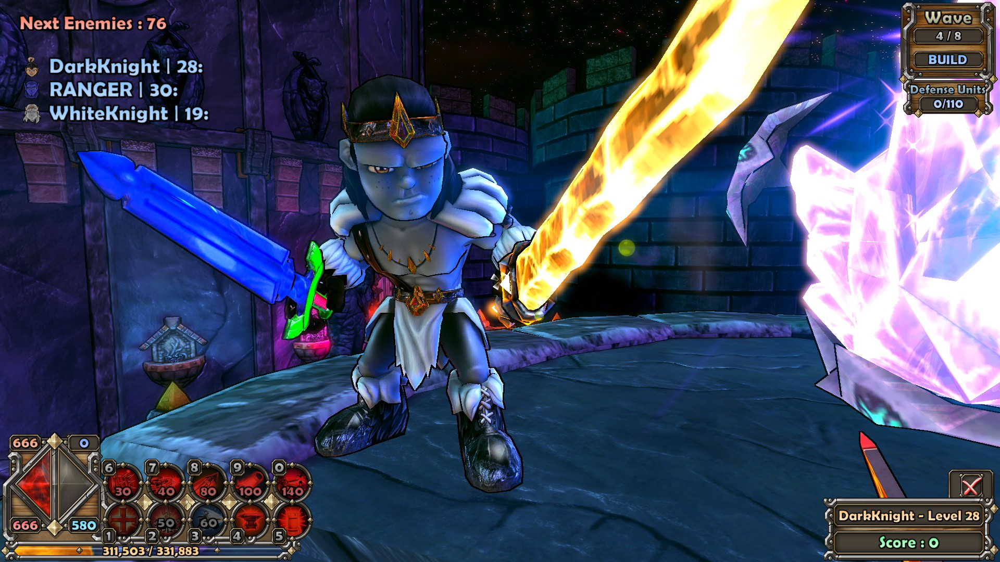 Next Enemies : 76
DarkKnight | 28:
RANGER | 30:
WhiteKnight | 19:
Wave
4 / 8
BUILD
Defense Units
0/110
666
0
666
580
6
30
7
40
8
80
9
100
0
140
1
2
50
3
60
4
5
311,503 / 331,883
DarkKnight - Level 28
Score : 0